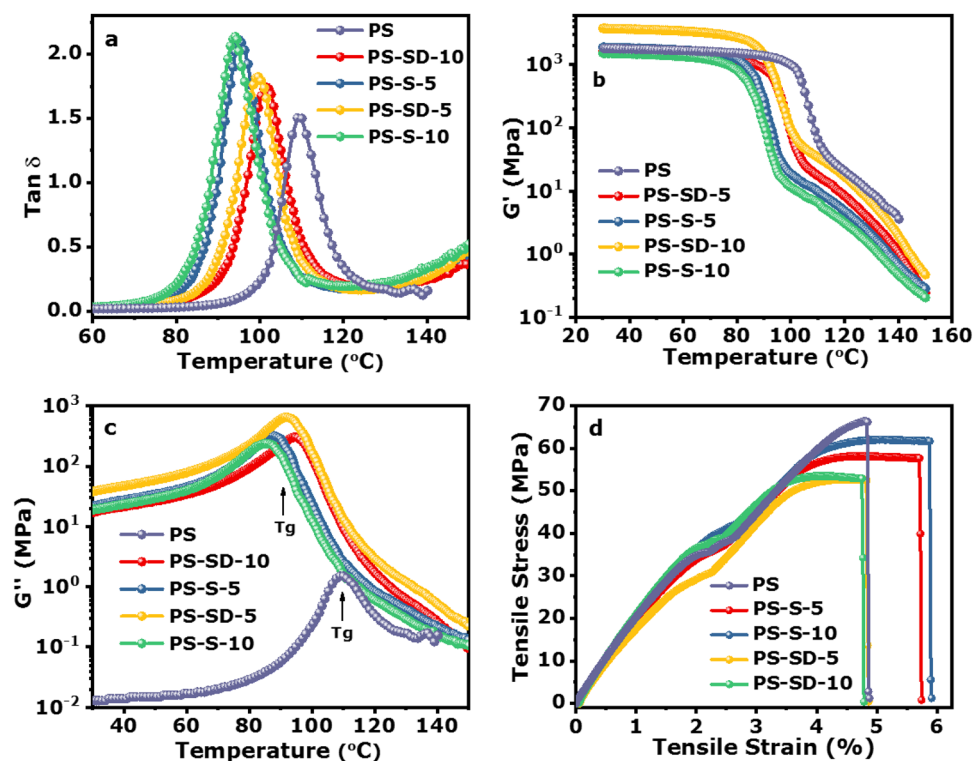 a
PS
PS-SD-10
PS-S-5
PS-SD-5
PS-S-10
2.0
1.5
1.0
0.5
0.0
Tan δ
60 80 100 120 140
Temperature (°C)
b
PS
PS-SD-5
PS-S-5
PS-SD-10
PS-S-10
10³
10²
10¹
10⁰
10⁻¹
G' (Mpa)
20 40 60 80 100 120 140 160
Temperature (°C)
c
Tg
Tg
PS
PS-SD-10
PS-S-5
PS-SD-5
PS-S-10
10³
10²
10¹
10⁰
10⁻¹
10⁻²
G'' (MPa)
40 60 80 100 120 140
Temperature (°C)
d
PS
PS-S-5
PS-S-10
PS-SD-5
PS-SD-10
70
60
50
40
30
20
10
0
Tensile Stress (MPa)
0 1 2 3 4 5 6
Tensile Strain (%)